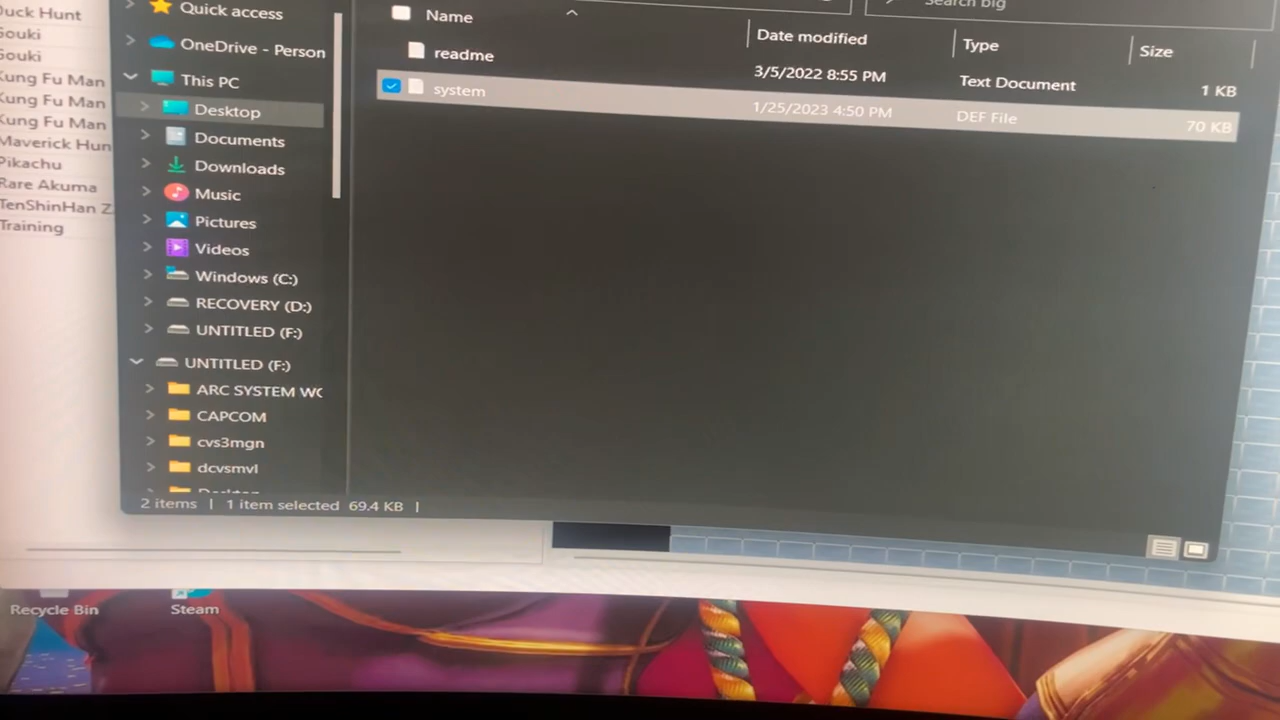 Duck Hunt
Gouki
Gouki
Kung Fu Man
Kung Fu Man
Kung Fu Man
Maverick Hun
Pikachu
Rare Akuma
TenShinHan Z
Training
Quick access
OneDrive - Person
This PC
Desktop
Documents
Downloads
Music
Pictures
Videos
Windows (C:)
RECOVERY (D:)
UNTITLED (F:)
UNTITLED (F:)
ARC SYSTEM WO
CAPCOM
cvs3mgn
dcvsmvl
Search big
Name Date modified Type Size
readme 3/5/2022 8:55 PM Text Document 1 KB
system 1/25/2023 4:50 PM DEF File 70 KB
2 items | 1 item selected 69.4 KB |
Recycle Bin
Steam